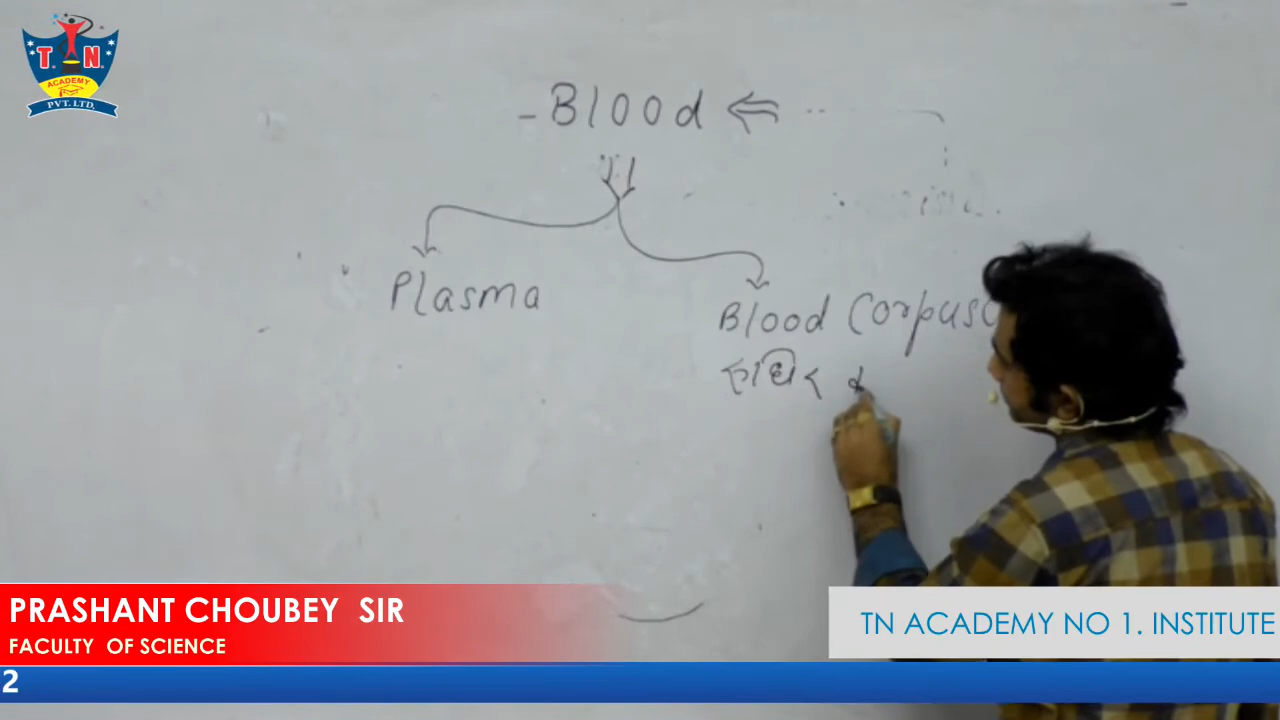 T. N.
ACADEMY
PVT. LTD.
-Blood
Plasma
Blood Corpusc
PRASHANT CHOUBEY SIR
FACULTY OF SCIENCE
TN ACADEMY NO 1. INSTITUTE
2